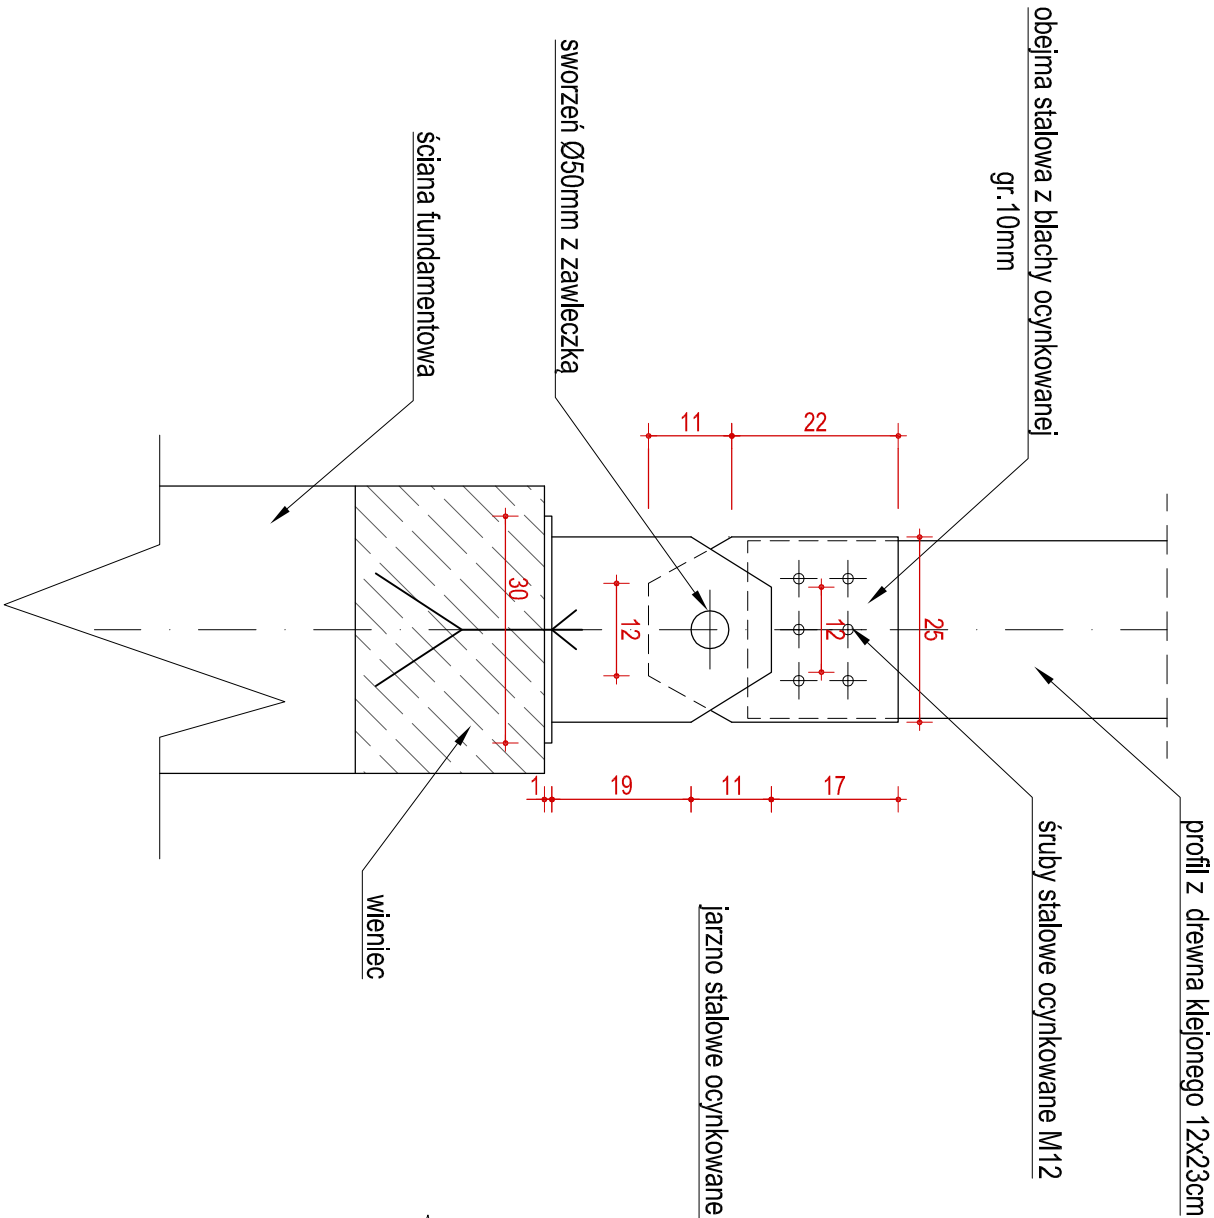 obejma stalowa z blachy ocynkowanej
gr.10mm
sworzeń Ø50mm z zawleczką
ściana fundamentowa
11
22
30
12
12
25
1
19
11
17
profil z drewna klejonego 12x23cm
śruby stalowe ocynkowane M12
jarzno stalowe ocynkowane
wieniec